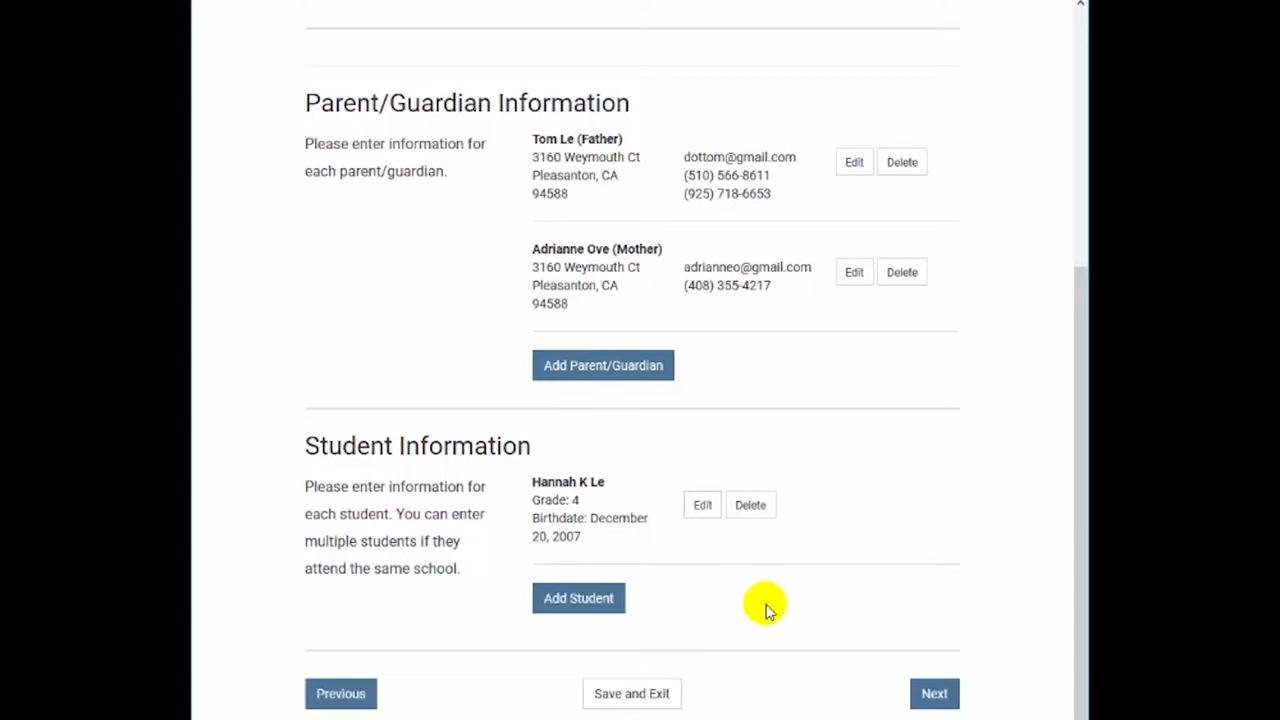 Parent/Guardian Information
Please enter information for
each parent/guardian.
Tom Le (Father)
3160 Weymouth Ct
Pleasanton, CA
94588
dottom@gmail.com
(510) 566-8611
(925) 718-6653
Edit
Delete
Adrianne Ove (Mother)
3160 Weymouth Ct
Pleasanton, CA
94588
adrianneo@gmail.com
(408) 355-4217
Edit
Delete
Add Parent/Guardian
Student Information
Please enter information for
each student. You can enter
multiple students if they
attend the same school.
Hannah K Le
Grade: 4
Birthdate: December
20, 2007
Edit
Delete
Add Student
Previous
Save and Exit
Next